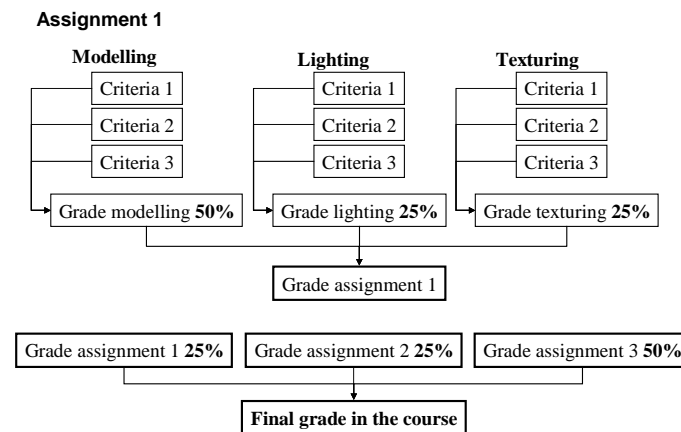 Assignment 1
Modelling Lighting Texturing
Criteria 1 Criteria 1 Criteria 1
Criteria 2 Criteria 2 Criteria 2
Criteria 3 Criteria 3 Criteria 3
Grade modelling 50% Grade lighting 25% Grade texturing 25%
Grade assignment 1
Grade assignment 1 25% Grade assignment 2 25% Grade assignment 3 50%
Final grade in the course